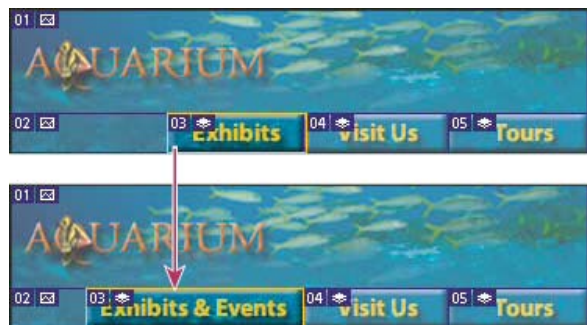 01
AQUARIUM
02 03 Exhibits 04 Visit Us 05 Tours
01
AQUARIUM
02 03 Exhibits & Events 04 Visit Us 05 Tours